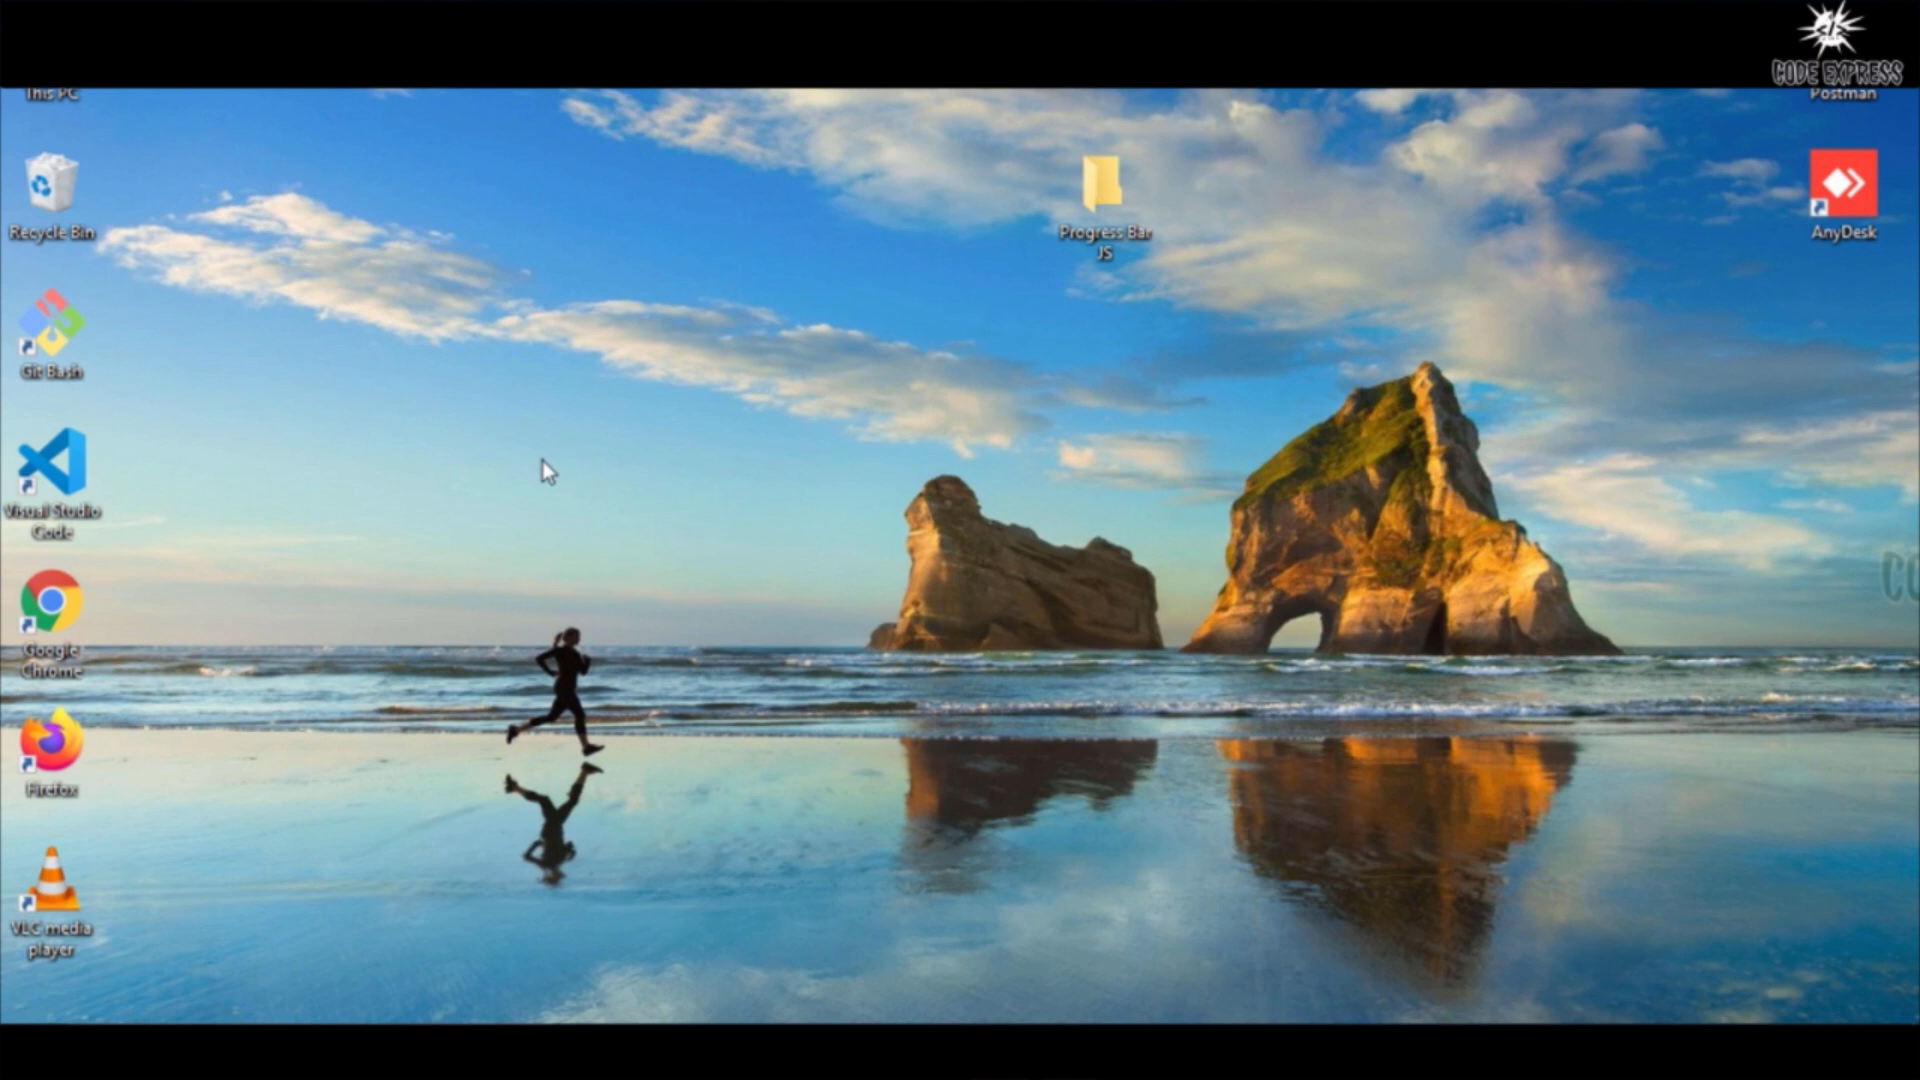 CODE EXPRESS
This PC
Postman
Recycle Bin
Progress Bar
JS
AnyDesk
Git Bash
Visual Studio
Code
Google
Chrome
Firefox
VLC media
player